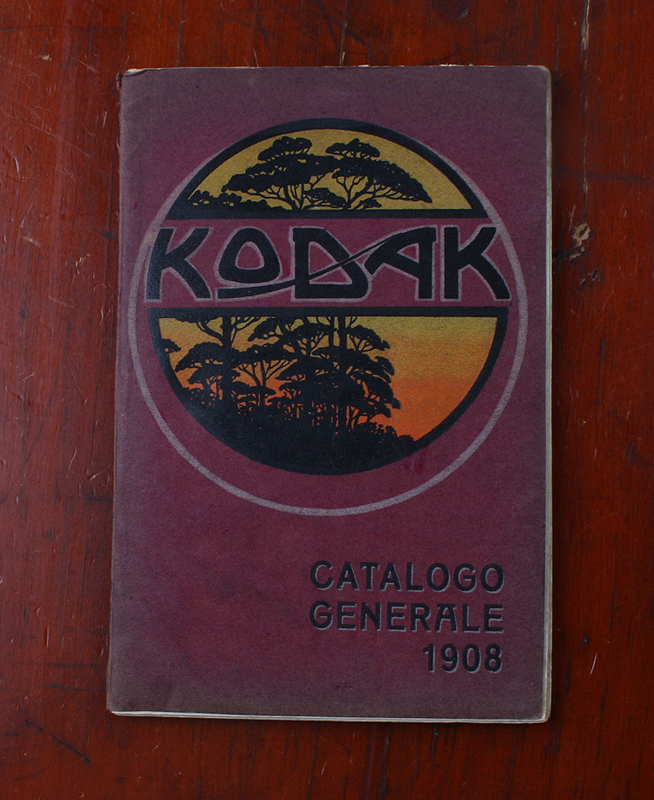 KODAK
CATALOGO
GENERALE
1908